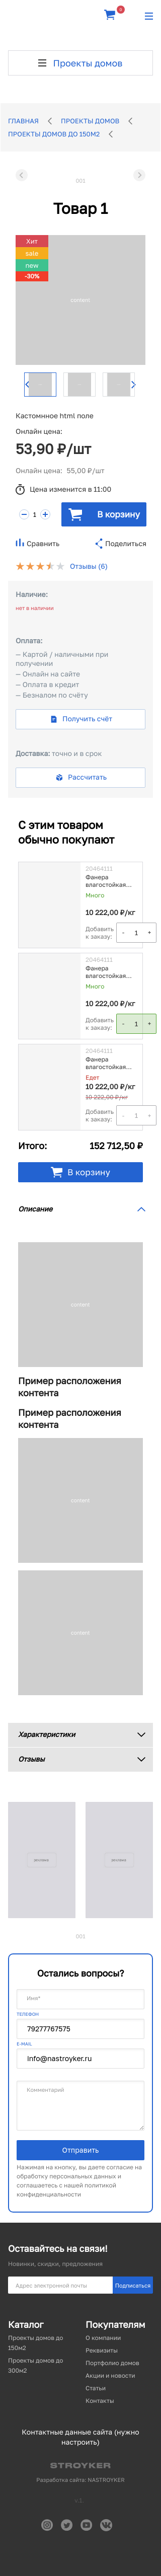 0
Проекты домов
ГЛАВНАЯ
ПРОЕКТЫ ДОМОВ
ПРОЕКТЫ ДОМОВ ДО 150М2
001
Товар 1
Хит
sale
new
-30%
content
Кастомное html поле
Онлайн цена:
53,90 ₽/шт
Онлайн цена: 55,00 ₽/шт
Цена изменится в 11:00
1
В корзину
Сравнить
Поделиться
Отзывы (6)
Наличие:
нет в наличии
Оплата:
— Картой / наличными при
получении
— Онлайн на сайте
— Оплата в кредит
— Безналом по счёту
Получить счёт
Доставка: точно и в срок
Рассчитать
С этим товаром
обычно покупают
20464111
Фанера
влагостойкая...
Много
10 222,00 ₽/кг
Добавить
к заказу:
- 1 +
20464111
Фанера
влагостойкая...
Много
10 222,00 ₽/кг
Добавить
к заказу:
- 1 +
20464111
Фанера
влагостойкая...
Едет
10 222,00 ₽/кг
10 222,00 ₽/кг
Добавить
к заказу:
- 1 +
Итого:
152 712,50 ₽
В корзину
Описание
content
Пример расположения
контента
Пример расположения
контента
content
content
Характеристики
Отзывы
001
Остались вопросы?
Имя*
ТЕЛЕФОН
79277767575
E-MAIL
info@nastroyker.ru
Комментарий
Отправить
Нажимая на кнопку, вы даете согласие на
обработку персональных данных и
соглашаетесь с нашей политикой
конфиденциальности
Оставайтесь на связи!
Новинки, скидки, предложения
Адрес электронной почты
Подписаться
Каталог
Проекты домов до
150м2
Проекты домов до
300м2
Покупателям
О компании
Реквизиты
Портфолио домов
Акции и новости
Статьи
Контакты
Контактные данные сайта (нужно
настроить)
STROYKER
Разработка сайта: NASTROYKER